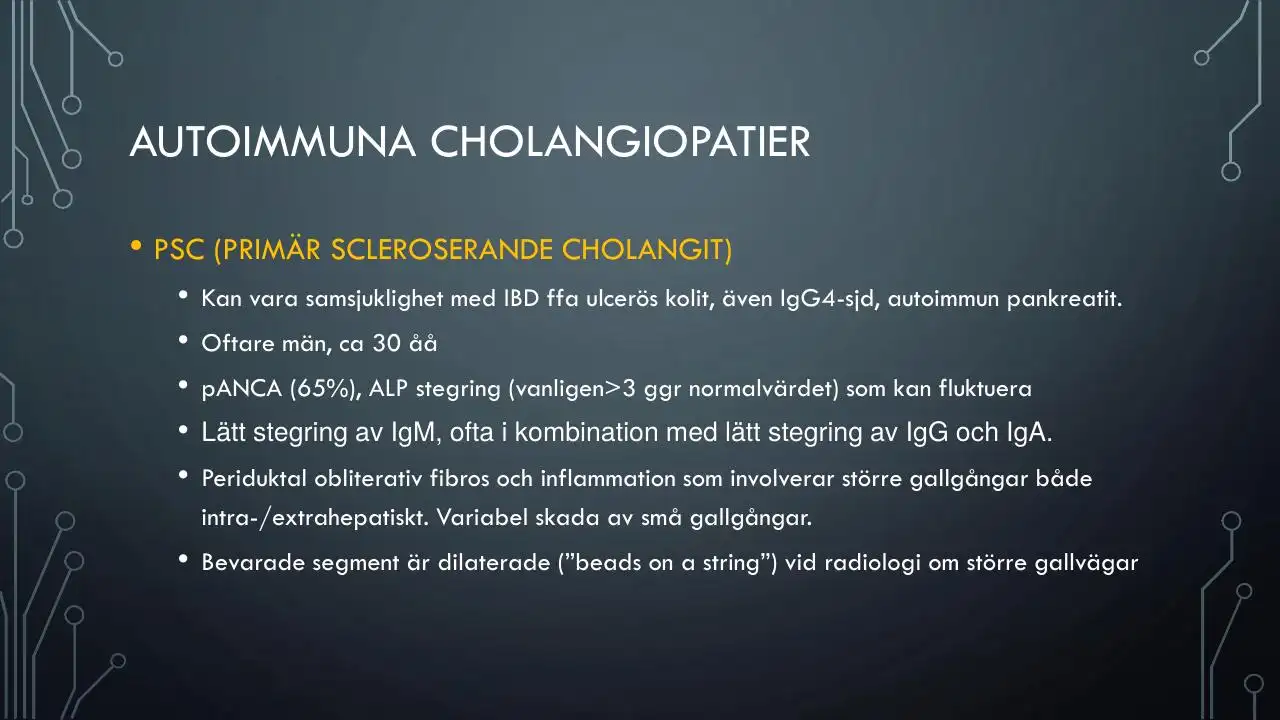 AUTOIMMUNA CHOLANGIOPATIER
• PSC (PRIMÄR SCLEROSERANDE CHOLANGIT)
• Kan vara samsjuklighet med IBD ffa ulcerös kolit, även IgG4-sjd, autoimmun pankreatit.
• Oftare män, ca 30 åå
• pANCA (65%), ALP stegring (vanligen>3 ggr normalvärdet) som kan fluktuera
• Lätt stegring av IgM, ofta i kombination med lätt stegring av IgG och IgA.
• Periduktal obliterativ fibros och inflammation som involverar större gallgångar både
intra-/extrahepatiskt. Variabel skada av små gallgångar.
• Bevarade segment är dilaterade (”beads on a string”) vid radiologi om större gallvägar